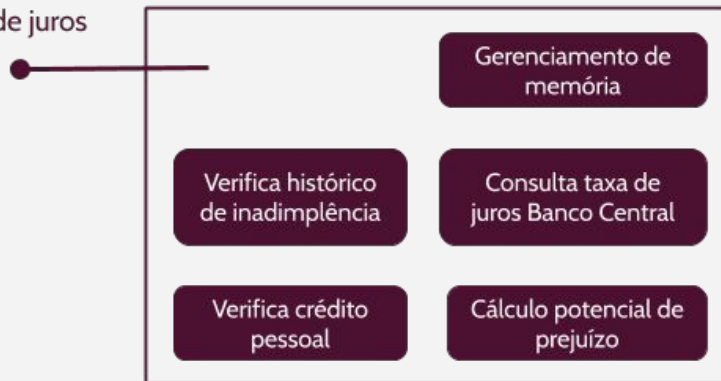 de juros
Gerenciamento de
memória
Verifica histórico
de inadimplência
Consulta taxa de
juros Banco Central
Verifica crédito
pessoal
Cálculo potencial de
prejuízo